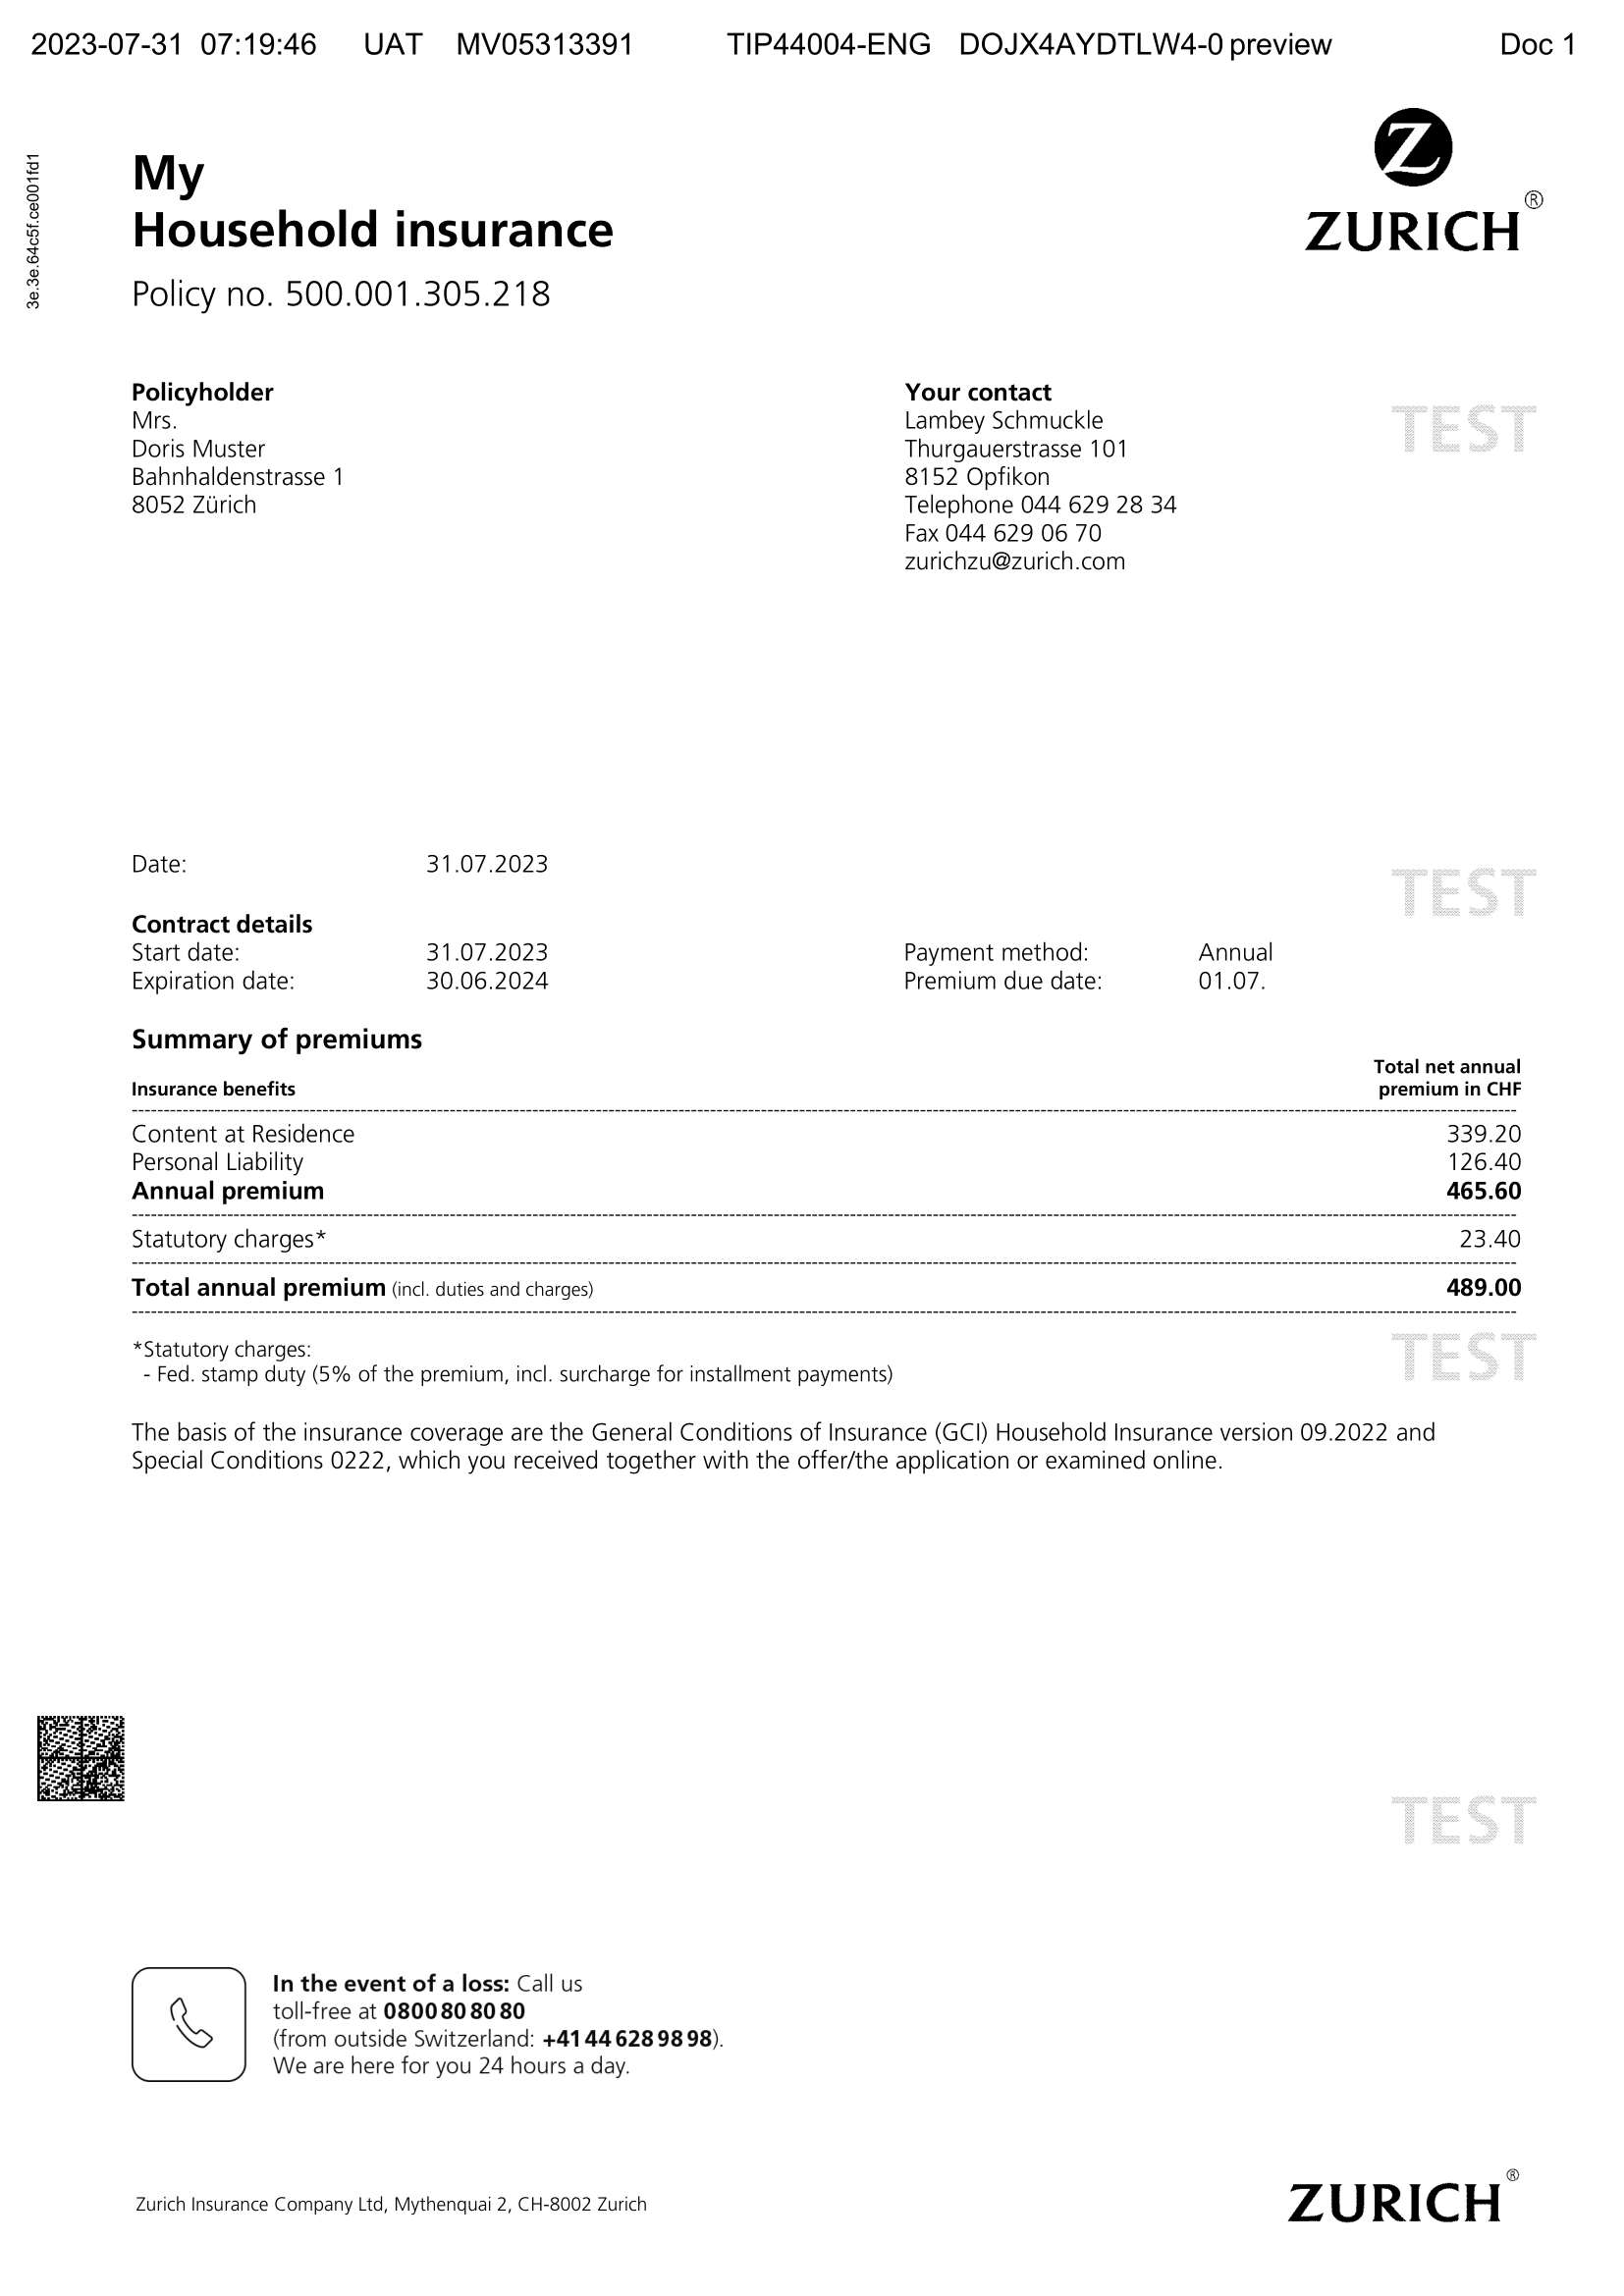 2023-07-31 07:19:46 UAT MV05313391 TIP44004-ENG DOJX4AYDTLW4-0 preview Doc 1
3e.3e.64c5f.ce001fd1
My
Household insurance
Policy no. 500.001.305.218
Z
ZURICH®
Policyholder
Mrs.
Doris Muster
Bahnhaldenstrasse 1
8052 Zürich
Your contact
Lambey Schmuckle
Thurgauerstrasse 101
8152 Opfikon
Telephone 044 629 28 34
Fax 044 629 06 70
zurichzu@zurich.com
TEST
Date: 31.07.2023
TEST
Contract details
Start date: 31.07.2023 Payment method: Annual
Expiration date: 30.06.2024 Premium due date: 01.07.
Summary of premiums
Total net annual
Insurance benefits premium in CHF
Content at Residence 339.20
Personal Liability 126.40
Annual premium 465.60
Statutory charges* 23.40
Total annual premium (incl. duties and charges) 489.00
*Statutory charges:
- Fed. stamp duty (5% of the premium, incl. surcharge for installment payments)
TEST
The basis of the insurance coverage are the General Conditions of Insurance (GCI) Household Insurance version 09.2022 and
Special Conditions 0222, which you received together with the offer/the application or examined online.
TEST
In the event of a loss: Call us
toll-free at 0800 80 80 80
(from outside Switzerland: +41 44 628 98 98).
We are here for you 24 hours a day.
Zurich Insurance Company Ltd, Mythenquai 2, CH-8002 Zurich
ZURICH®